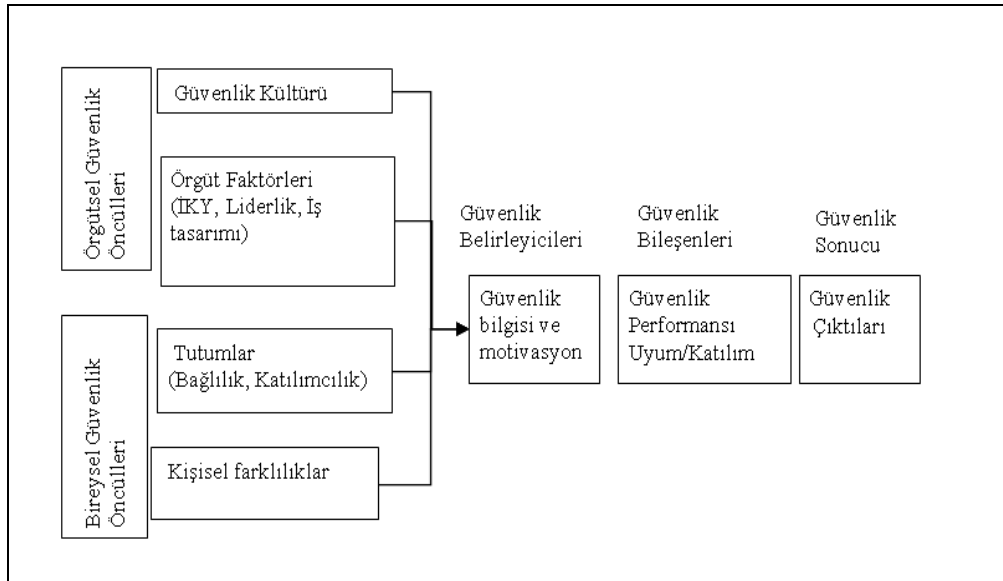 Örgütsel Güvenlik
Öncülleri
Güvenlik Kültürü
Örgüt Faktörleri
(İKY, Liderlik, İş
tasarımı)
Bireysel Güvenlik
Öncülleri
Tutumlar
(Bağlılık, Katılımcılık)
Kişisel farklılıklar
Güvenlik
Belirleyicileri
Güvenlik
bilgisi ve
motivasyon
Güvenlik
Bileşenleri
Güvenlik
Performansı
Uyum/Katılım
Güvenlik
Sonucu
Güvenlik
Çıktıları